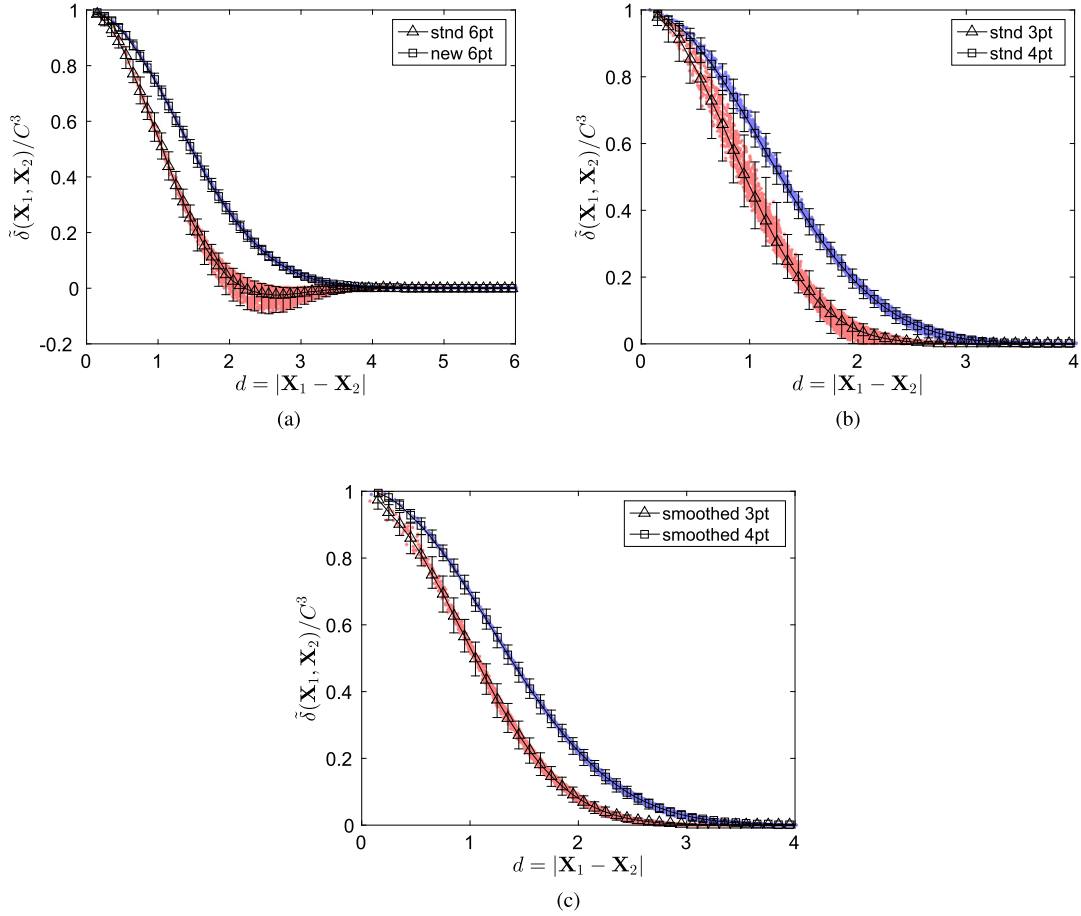 stnd 6pt
new 6pt
1
0.8
0.6
0.4
0.2
0
-0.2
δ̃(X₁, X₂)/C³
0 1 2 3 4 5 6
d = |X₁ − X₂|
(a)
stnd 3pt
stnd 4pt
1
0.8
0.6
0.4
0.2
0
δ̃(X₁, X₂)/C³
0 1 2 3 4
d = |X₁ − X₂|
(b)
smoothed 3pt
smoothed 4pt
1
0.8
0.6
0.4
0.2
0
δ̃(X₁, X₂)/C³
0 1 2 3 4
d = |X₁ − X₂|
(c)